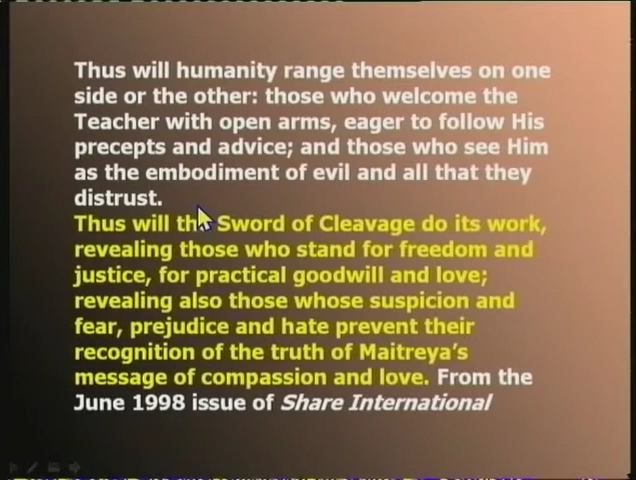 Thus will humanity range themselves on one
side or the other: those who welcome the
Teacher with open arms, eager to follow His
precepts and advice; and those who see Him
as the embodiment of evil and all that they
distrust.
Thus will the Sword of Cleavage do its work,
revealing those who stand for freedom and
justice, for practical goodwill and love;
revealing also those whose suspicion and
fear, prejudice and hate prevent their
recognition of the truth of Maitreya's
message of compassion and love. From the
June 1998 issue of Share International